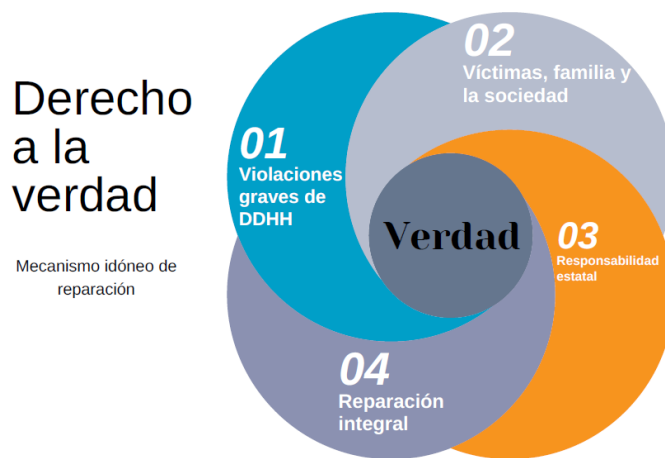 Derecho
a la
verdad
Mecanismo idóneo de
reparación
01
Violaciones
graves de
DDHH
02
Víctimas, familia y
la sociedad
Verdad
03
Responsabilidad
estatal
04
Reparación
integral